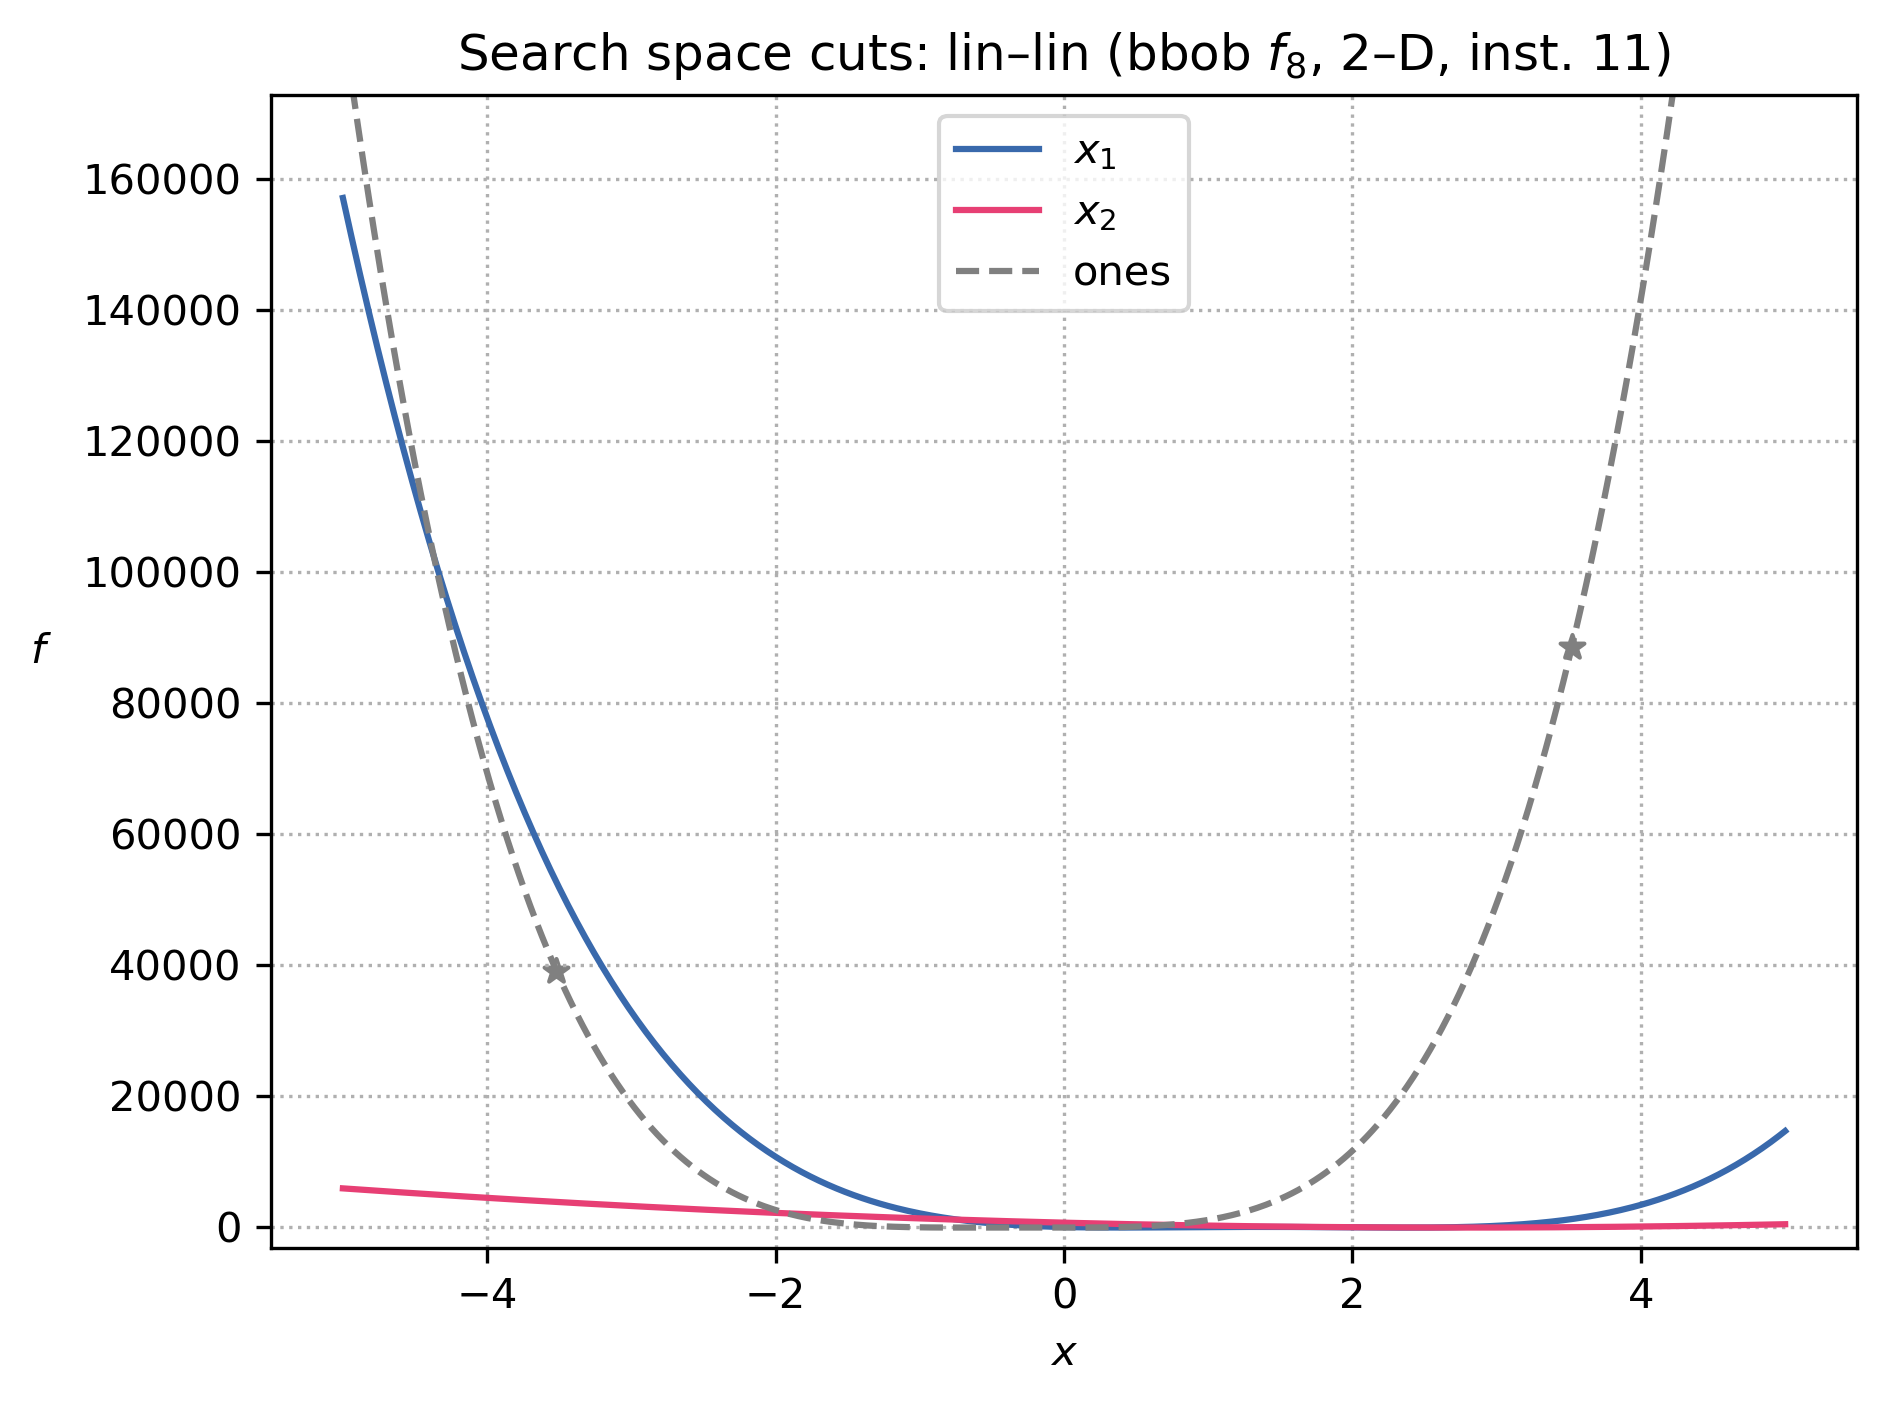 Search space cuts: lin–lin (bbob f₈, 2–D, inst. 11)
x₁
x₂
ones
160000
140000
120000
100000
80000
60000
40000
20000
0
f
−4
−2
0
2
4
x